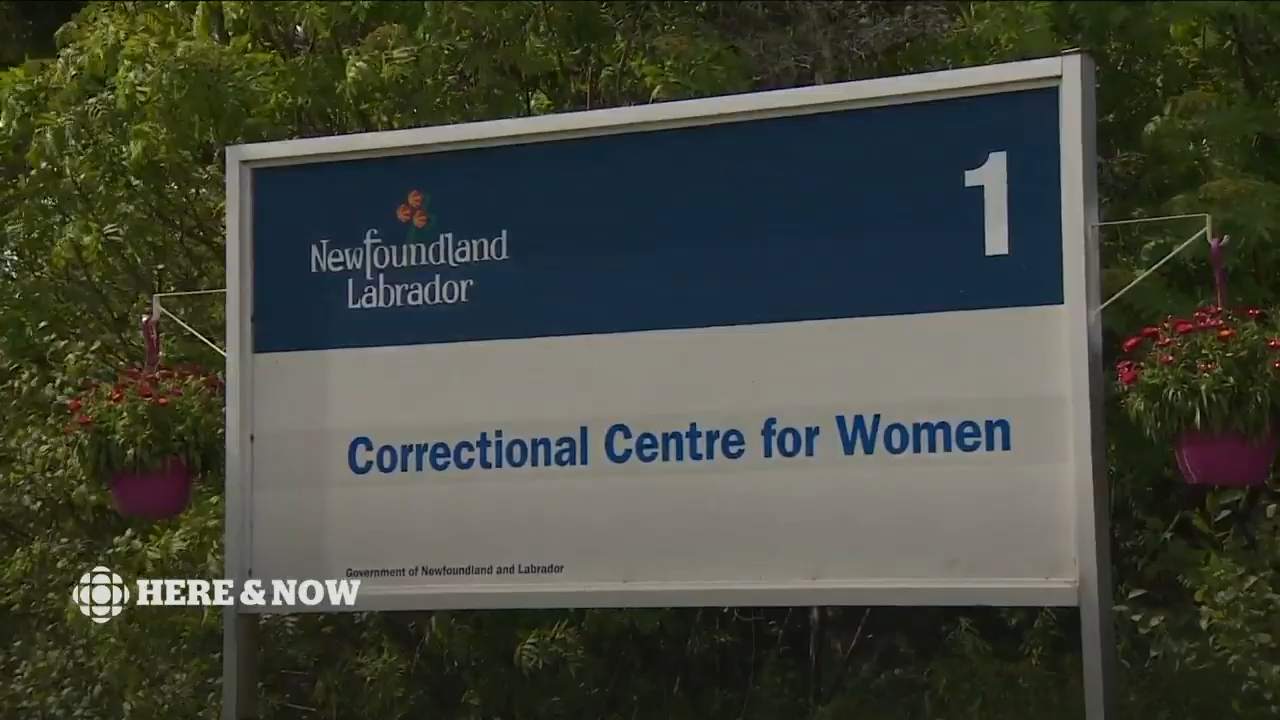 1
Newfoundland
Labrador
Correctional Centre for Women
Government of Newfoundland and Labrador
HERE & NOW